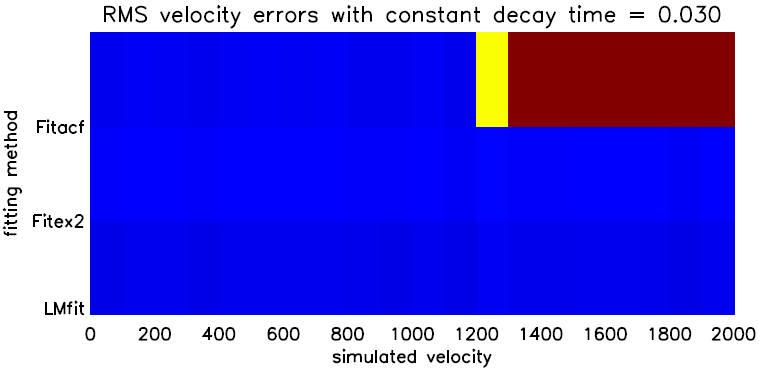 RMS velocity errors with constant decay time = 0.030
fitting method
Fitacf
Fitex2
LMfit
0 200 400 600 800 1000 1200 1400 1600 1800 2000
simulated velocity